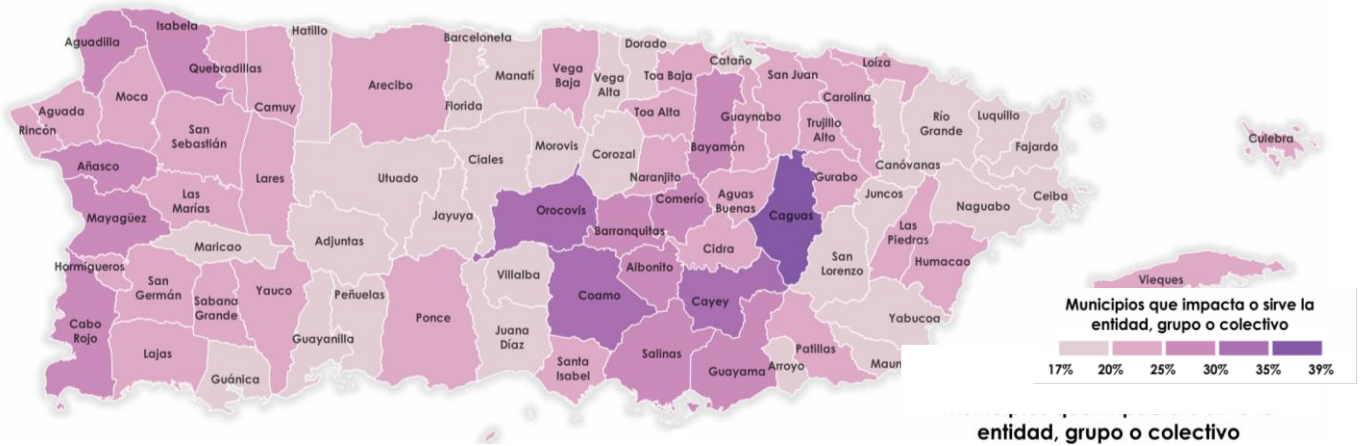 Isabela
Hatillo
Aguadilla
Barceloneta
Dorado
Quebradillas
Manatí
Cataño
Loíza
Vega
Baja
Vega
Alta
Toa Baja
San Juan
Moca
Arecibo
Camuy
Florida
Carolina
Aguada
Toa Alta
Guaynabo
Trujillo
Alto
Río
Grande
Luquillo
Rincón
San
Sebastián
Culebra
Morovis
Corozal
Bayamón
Fajardo
Ciales
Canóvanas
Añasco
Lares
Utuado
Naranjito
Gurabo
Juncos
Las
Marías
Aguas
Buenas
Ceiba
Comerío
Naguabo
Mayagüez
Jayuya
Orocovis
Caguas
Barranquitas
Las
Piedras
Maricao
Adjuntas
Cidra
San
Lorenzo
Humacao
Hormigueros
Villalba
Aibonito
San
Germán
Sabana
Grande
Yauco
Peñuelas
Coamo
Cayey
Vieques
Cabo
Rojo
Ponce
Yabucoa
Guayanilla
Juana
Díaz
Lajas
Salinas
Patillas
Santa
Isabel
Guayama
Arroyo
Maun
Guánica
Municipios que impacta o sirve la
entidad, grupo o colectivo
17% 20% 25% 30% 35% 39%
entidad, grupo o colectivo